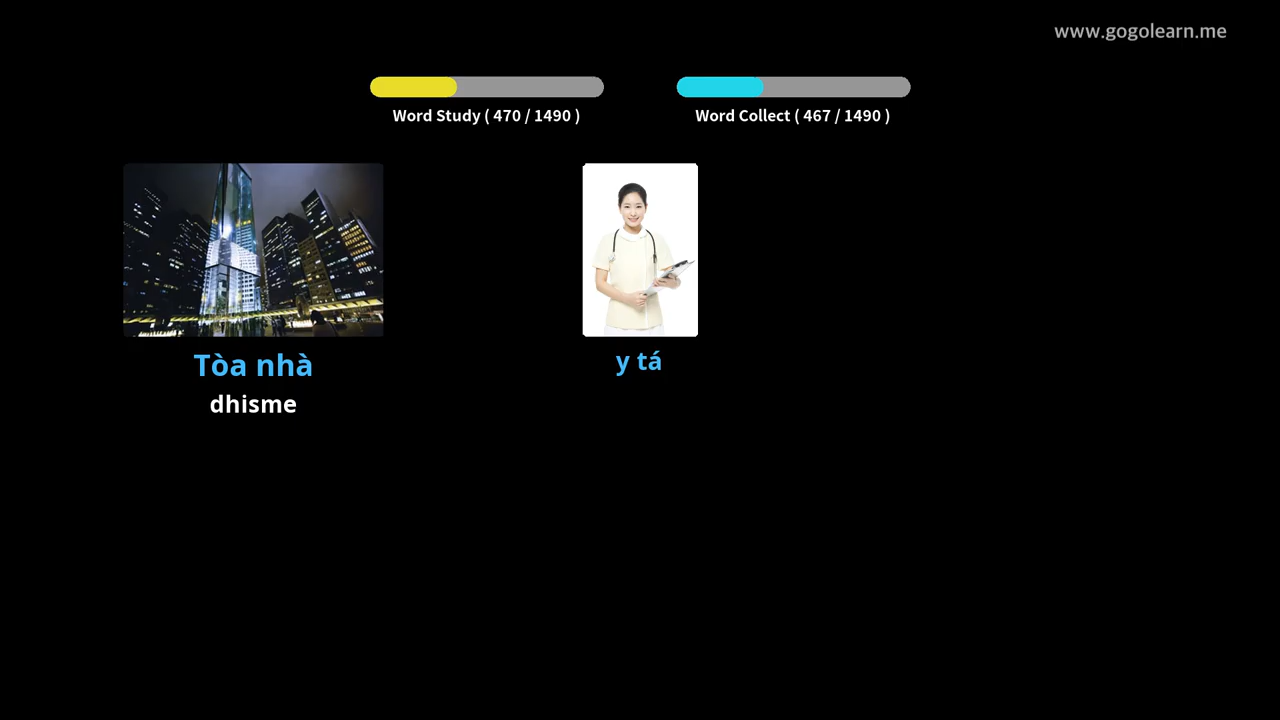 www.gogolearn.me
Word Study ( 470 / 1490 )
Word Collect ( 467 / 1490 )
Tòa nhà
dhisme
y tá